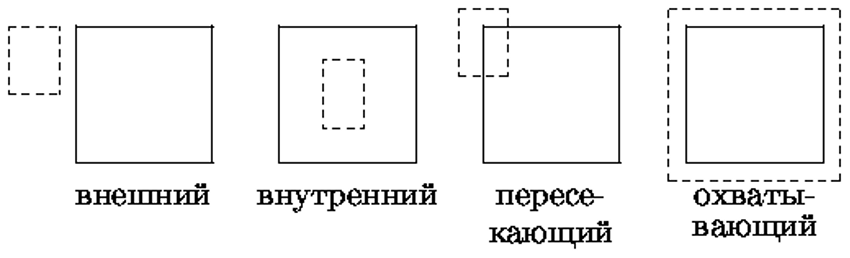 внешний
внутренний
пересе-
кающий
охваты-
вающий